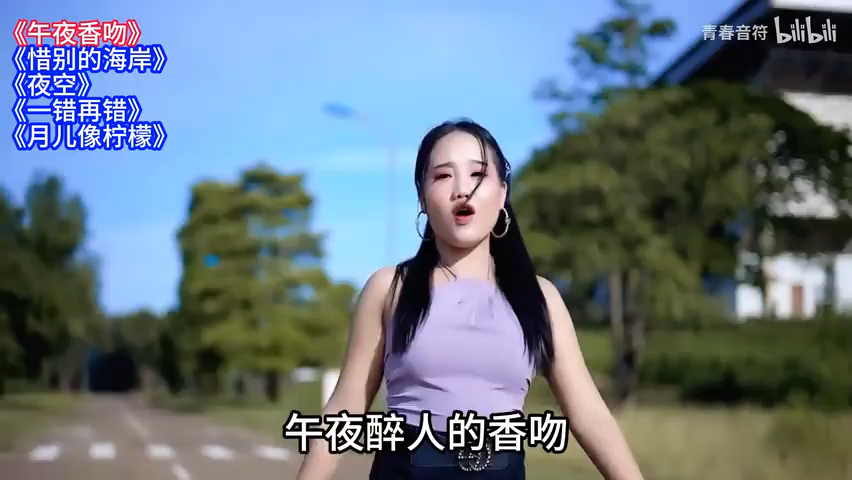 《午夜香吻》
《惜别的海岸》
《夜空》
《一错再错》
《月儿像柠檬》
青春音符 bilibili
午夜醉人的香吻